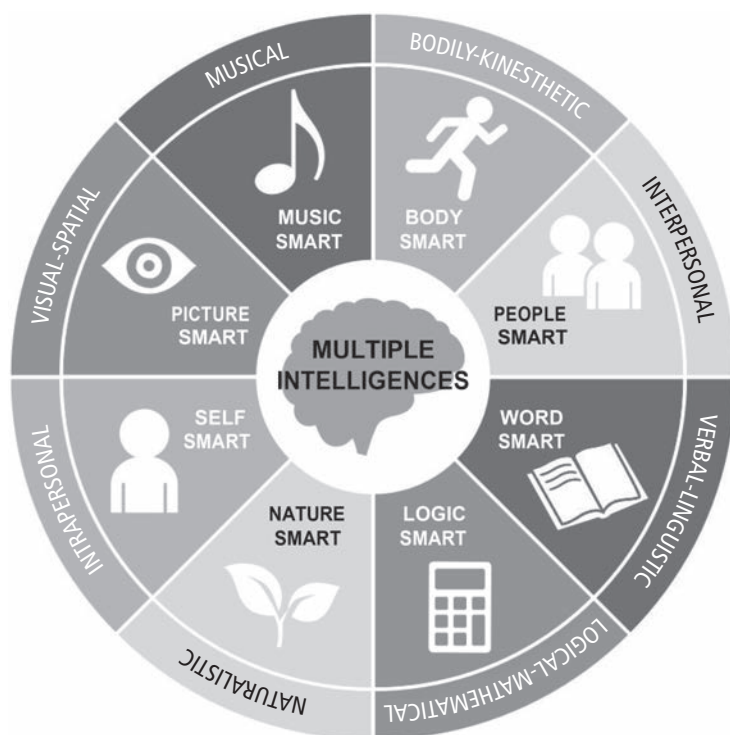 MUSICAL
BODILY-KINESTHETIC
INTERPERSONAL
VERBAL-LINGUISTIC
LOGICAL-MATHEMATICAL
NATURALISTIC
INTRAPERSONAL
VISUAL-SPATIAL
MUSIC
SMART
BODY
SMART
PEOPLE
SMART
WORD
SMART
LOGIC
SMART
NATURE
SMART
SELF
SMART
PICTURE
SMART
MULTIPLE
INTELLIGENCES